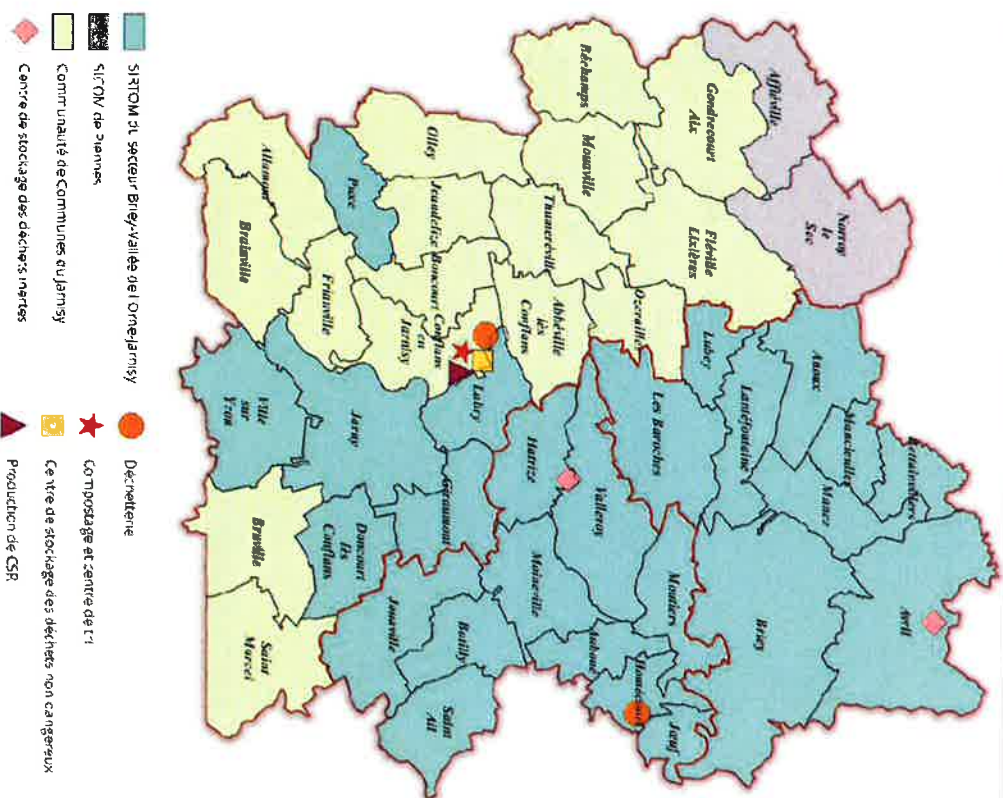 Avril
Bettainvillers
Norroy
le
Sec
Mancieulles
Anoux
Mance
Affléville
Briey
Lantéfontaine
Lubey
Gondrecourt
Aix
Fléville
Lixières
Jœuf
Moutiers
Les Baroches
Ozerailles
Homécourt
Valleroy
Auboué
Abbéville
lès
Conflans
Béchamps
Mouaville
Thumeréville
Moineville
Hatrize
Labry
Conflans
en
Jarnisy
Boncourt
Jeandelize
Olley
Saint
Ail
Batilly
Giraumont
Jouaville
Doncourt
lès
Conflans
Jarny
Friauville
Puxe
Allamont
Brainville
Ville
sur
Yron
Bruville
Saint
Marcel
SIRTOM du secteur Briey-Vallée de l Orne-Jarnisy
SICOM de Piennes
Communauté de Communes du Jarnisy
Centre de stockage des déchets inertes
Déchetterie
Compostage et centre de tri
Centre de stockage des déchets non dangereux
Production de CSR